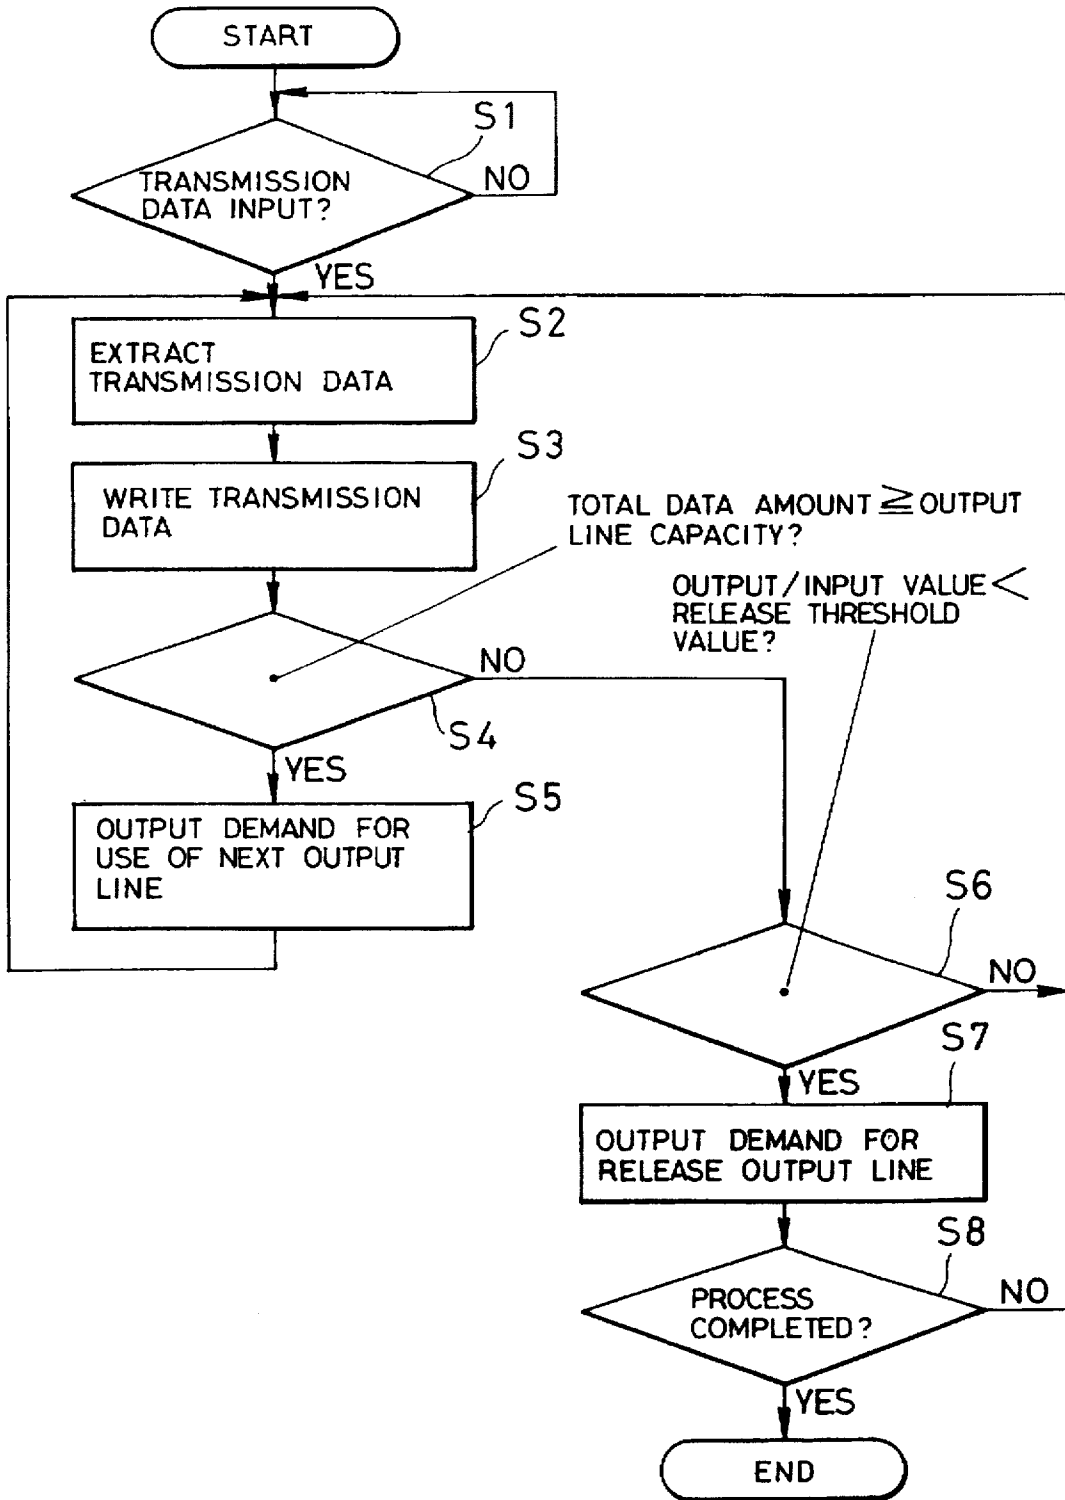 START
S1
TRANSMISSION
DATA INPUT?
NO
YES
S2
EXTRACT
TRANSMISSION DATA
S3
WRITE TRANSMISSION
DATA
TOTAL DATA AMOUNT ≧ OUTPUT
LINE CAPACITY?
OUTPUT/INPUT VALUE <
RELEASE THRESHOLD
VALUE?
NO
S4
YES
S5
OUTPUT DEMAND FOR
USE OF NEXT OUTPUT
LINE
S6
NO
YES
S7
OUTPUT DEMAND FOR
RELEASE OUTPUT LINE
S8
PROCESS
COMPLETED?
NO
YES
END